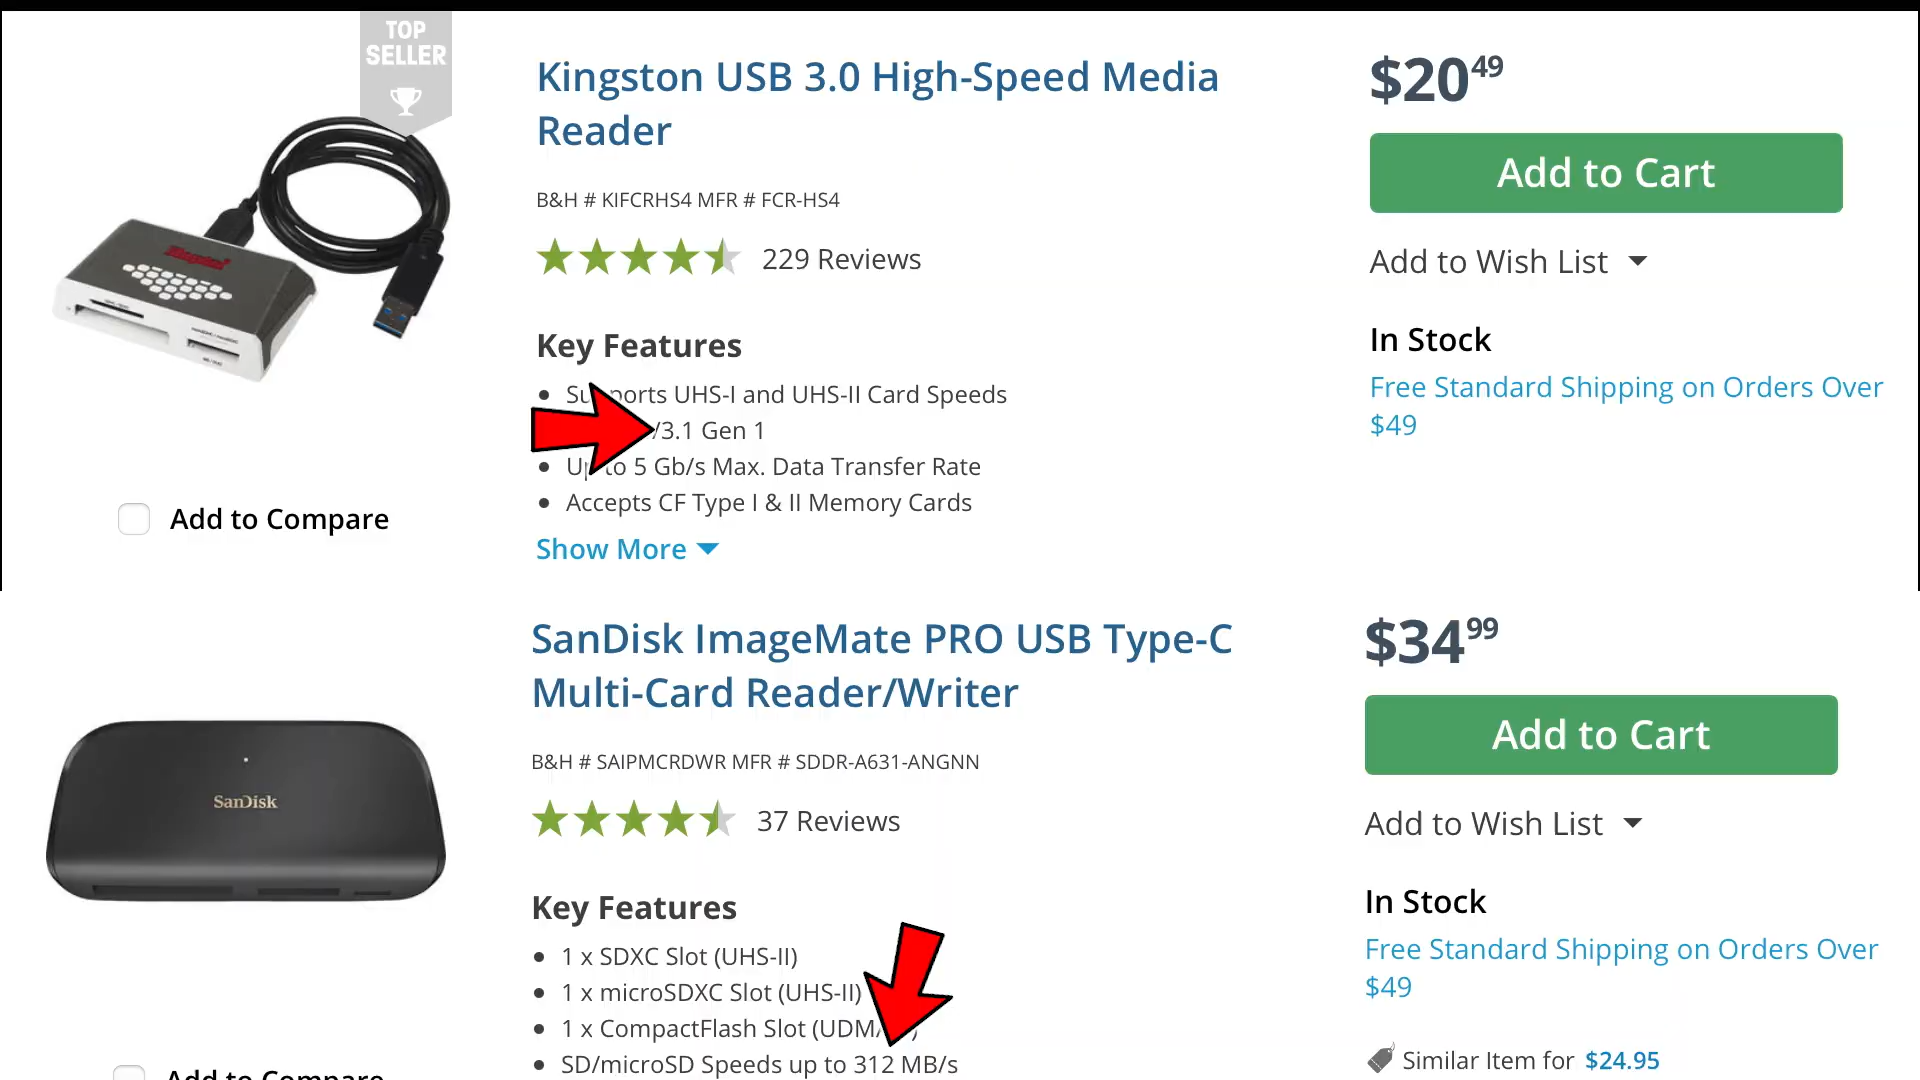 TOP
SELLER
Kingston USB 3.0 High-Speed Media
Reader
B&H # KIFCRHS4 MFR # FCR-HS4
229 Reviews
Key Features
Supports UHS-I and UHS-II Card Speeds
/3.1 Gen 1
Up to 5 Gb/s Max. Data Transfer Rate
Accepts CF Type I & II Memory Cards
Show More
Add to Compare
$20 49
Add to Cart
Add to Wish List
In Stock
Free Standard Shipping on Orders Over
$49
SanDisk ImageMate PRO USB Type-C
Multi-Card Reader/Writer
B&H # SAIPMCRDWR MFR # SDDR-A631-ANGNN
SanDisk
37 Reviews
Key Features
1 x SDXC Slot (UHS-II)
1 x microSDXC Slot (UHS-II)
1 x CompactFlash Slot
SD/microSD Speeds up to 312 MB/s
Add to Compare
$34 99
Add to Cart
Add to Wish List
In Stock
Free Standard Shipping on Orders Over
$49
Similar Item for $24.95